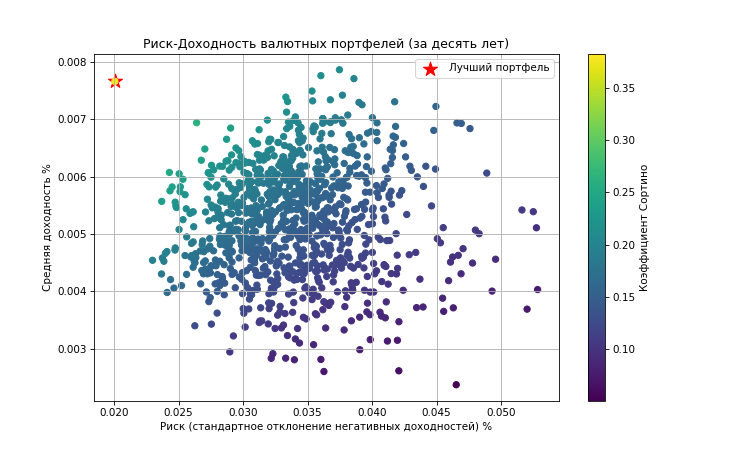 Риск-Доходность валютных портфелей (за десять лет)
Лучший портфель
Средняя доходность %
0.008
0.007
0.006
0.005
0.004
0.003
0.020 0.025 0.030 0.035 0.040 0.045 0.050
Риск (стандартное отклонение негативных доходностей) %
0.35
0.30
0.25
0.20
0.15
0.10
Коэффициент Сортино